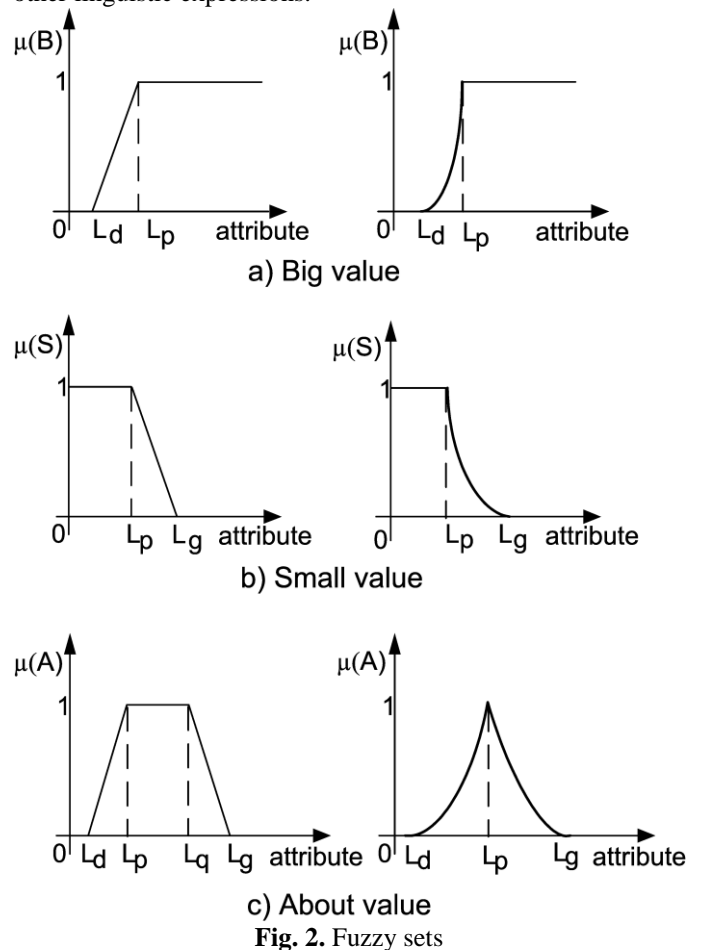 other linguistic expressions.
μ(B) μ(B)
1 1
0 L_d L_p attribute 0 L_d L_p attribute
a) Big value
μ(S) μ(S)
1 1
0 L_p L_g attribute 0 L_p L_g attribute
b) Small value
μ(A) μ(A)
1 1
0 L_d L_p L_q L_g attribute 0 L_d L_p L_g attribute
c) About value
Fig. 2. Fuzzy sets